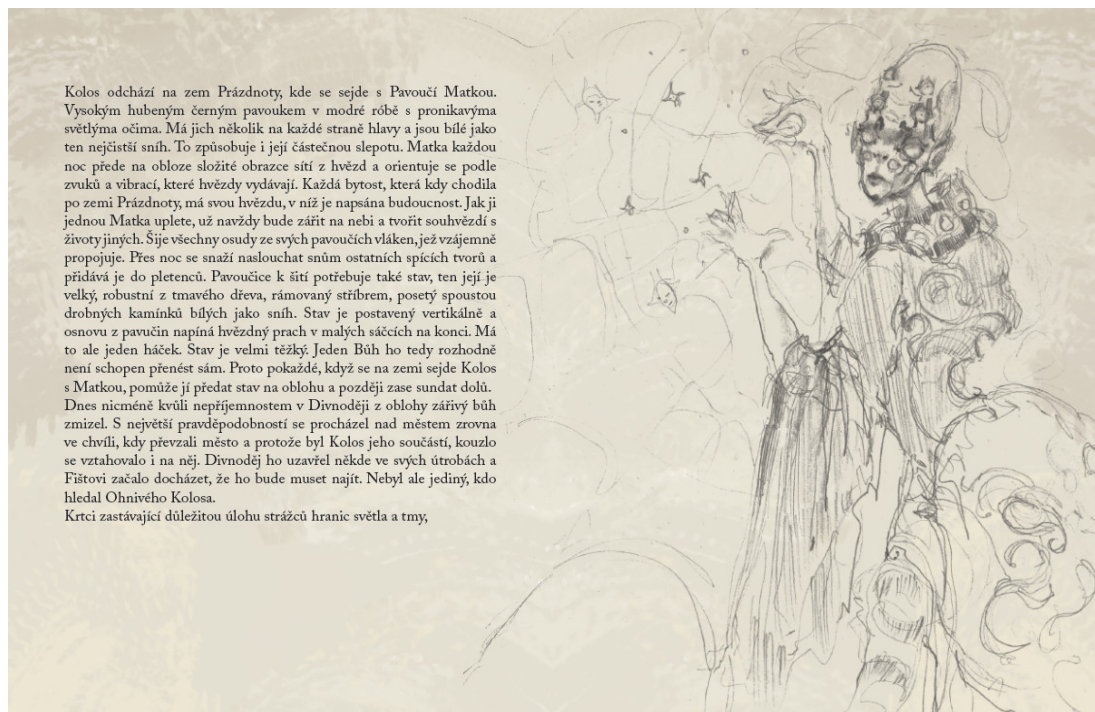 Kolos odchází na zem Prázdnoty, kde se sejde s Pavoučí Matkou.
Vysokým hubeným černým pavoukem v modré róbě s pronikavýma
světlýma očima. Má jich několik na každé straně hlavy a jsou bílé jako
ten nejčistší sníh. To způsobuje i její částečnou slepotu. Matka každou
noc přede na obloze složité obrazce sítí z hvězd a orientuje se podle
zvuků a vibrací, které hvězdy vydávají. Každá bytost, která kdy chodila
po zemi Prázdnoty, má svou hvězdu, v níž je napsána budoucnost. Jak ji
jednou Matka uplete, už navždy bude zářit na nebi a tvořit souhvězdí s
životy jiných. Šije všechny osudy ze svých pavoučích vláken, jež vzájemně
propojuje. Přes noc se snaží naslouchat snům ostatních spících tvorů a
přidává je do pletenců. Pavoučice k šití potřebuje také stav, ten její je
velký, robustní z tmavého dřeva, rámovaný stříbrem, posetý spoustou
drobných kamínků bílých jako sníh. Stav je postavený vertikálně a
osnovu z pavučin napíná hvězdný prach v malých sáčcích na konci. Má
to ale jeden háček. Stav je velmi těžký. Jeden Bůh ho tedy rozhodně
není schopen přenést sám. Proto pokaždé, když se na zemi sejde Kolos
s Matkou, pomůže jí předat stav na oblohu a později zase sundat dolů.
Dnes nicméně kvůli nepříjemnostem v Divnoději z oblohy zářivý bůh
zmizel. S největší pravděpodobností se procházel nad městem zrovna
ve chvíli, kdy převzali město a protože byl Kolos jeho součástí, kouzlo
se vztahovalo i na něj. Divnoděj ho uzavřel někde ve svých útrobách a
Fištovi začalo docházet, že ho bude muset najít. Nebyl ale jediný, kdo
hledal Ohnivého Kolosa.
Krtci zastávající důležitou úlohu strážců hranic světla a tmy,